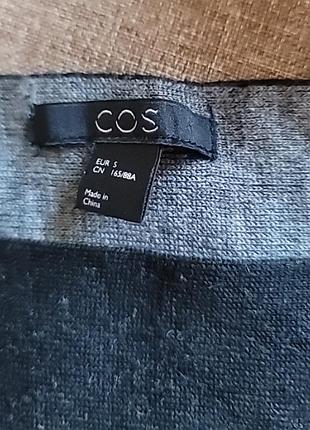 COS
EUR S
CN 165/88A
Made in
China